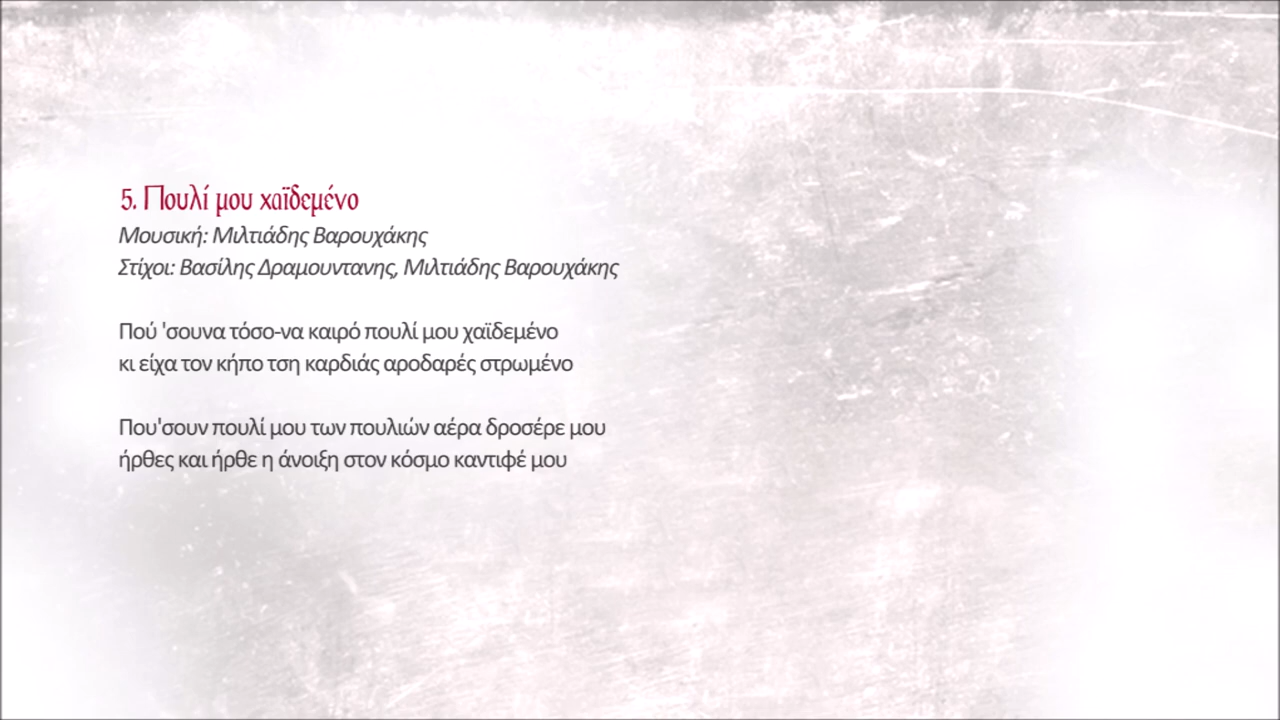 5. Πουλί μου χαϊδεμένο
Μουσική: Μιλτιάδης Βαρουχάκης
Στίχοι: Βασίλης Δραμουντανης, Μιλτιάδης Βαρουχάκης
Πού 'σουνα τόσο-να καιρό πουλί μου χαϊδεμένο
κι είχα τον κήπο τση καρδιάς αροδαρές στρωμένο
Που'σουν πουλί μου των πουλιών αέρα δροσέρε μου
ήρθες και ήρθε η άνοιξη στον κόσμο καντιφέ μου